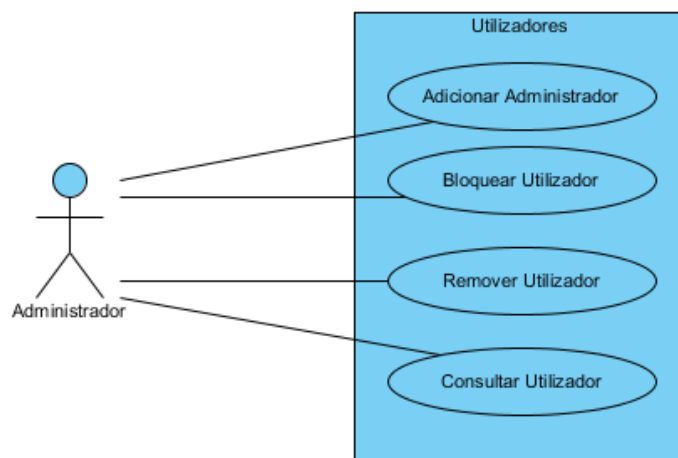 Utilizadores
Adicionar Administrador
Bloquear Utilizador
Remover Utilizador
Administrador
Consultar Utilizador